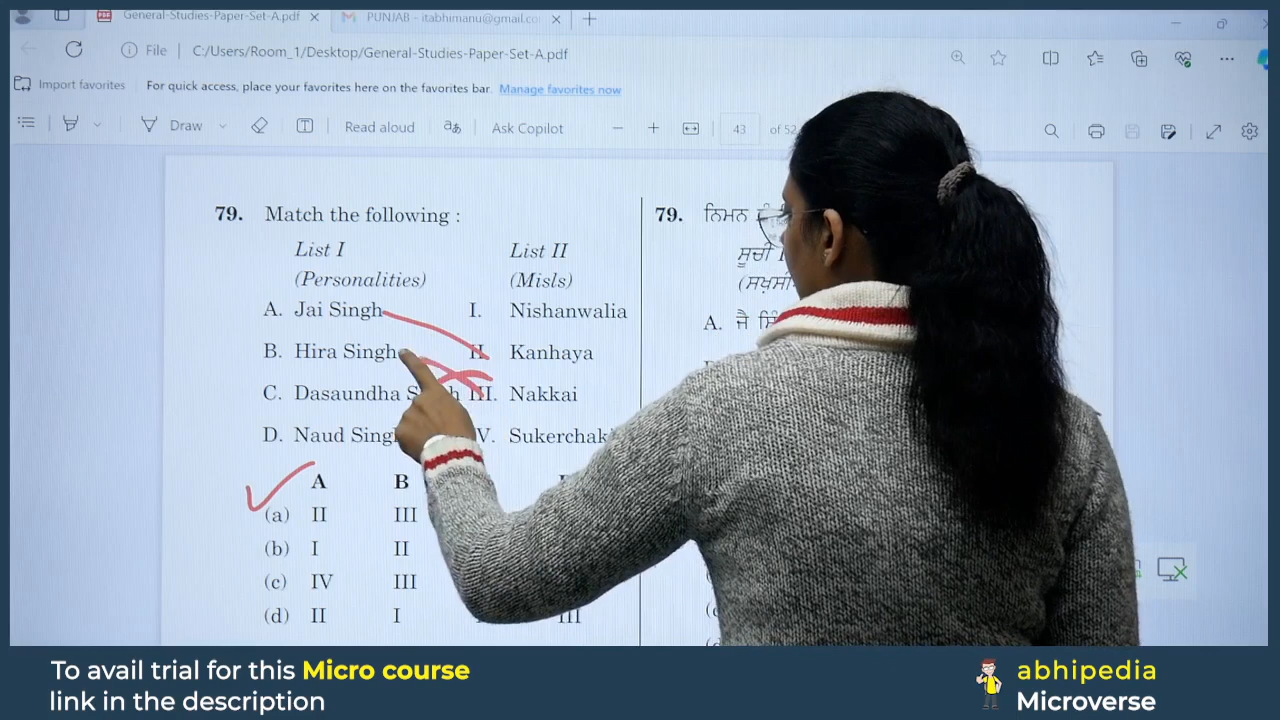 General-Studies-Paper-Set-A.pdf
PUNJAB - itabhimanu@gmail.co
File
C:/Users/Room_1/Desktop/General-Studies-Paper-Set-A.pdf
Import favorites
For quick access, place your favorites here on the favorites bar. Manage favorites now
Draw
Read aloud
Ask Copilot
43 of 52
79. Match the following :
List I List II
(Personalities) (Misls)
A. Jai Singh I. Nishanwalia
B. Hira Singh II. Kanhaya
C. Dasaundha III. Nakkai
D. Naud
A B
(a) II III
(b) I II
(c) IV III
(d) II I III
79. ਨਿਮਨ
ਸੂਚੀ I
A. ਜੈ
To avail trial for this Micro course
link in the description
abhipedia
Microverse